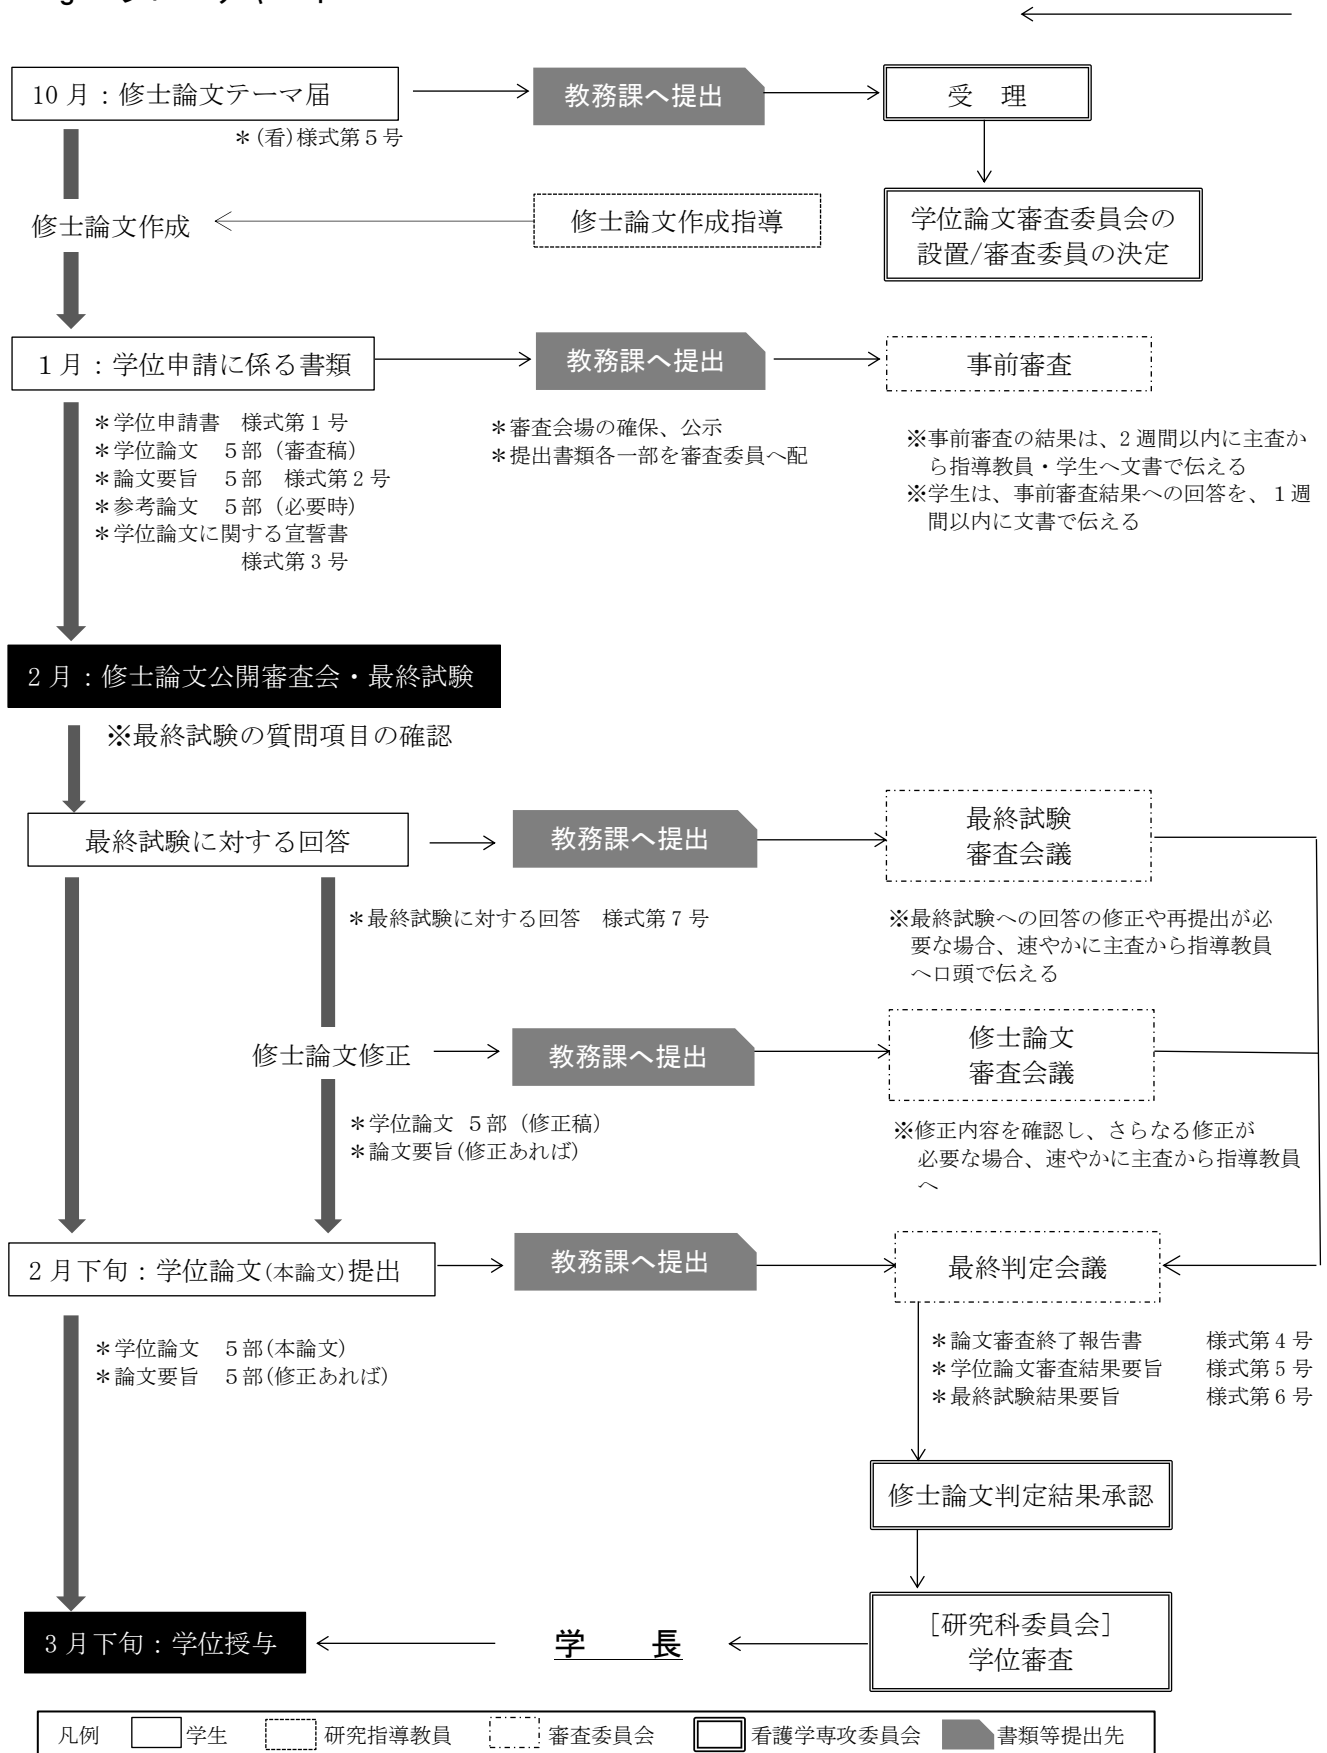 10月：修士論文テーマ届
教務課へ提出
受　理
＊(看)様式第５号
修士論文作成
修士論文作成指導
学位論文審査委員会の
設置/審査委員の決定
１月：学位申請に係る書類
教務課へ提出
事前審査
＊学位申請書　様式第１号
＊学位論文　５部（審査稿）
＊論文要旨　５部　様式第２号
＊参考論文　５部（必要時）
＊学位論文に関する宣誓書
様式第３号
＊審査会場の確保、公示
＊提出書類各一部を審査委員へ配
※事前審査の結果は、2週間以内に主査か
ら指導教員・学生へ文書で伝える
※学生は、事前審査結果への回答を、１週
間以内に文書で伝える
2月：修士論文公開審査会・最終試験
※最終試験の質問項目の確認
最終試験に対する回答
教務課へ提出
最終試験
審査会議
＊最終試験に対する回答　様式第７号
※最終試験への回答の修正や再提出が必
要な場合、速やかに主査から指導教員
へ口頭で伝える
修士論文修正
教務課へ提出
修士論文
審査会議
＊学位論文 ５部（修正稿）
＊論文要旨(修正あれば)
※修正内容を確認し、さらなる修正が
必要な場合、速やかに主査から指導教員
へ
2月下旬：学位論文(本論文)提出
教務課へ提出
最終判定会議
＊学位論文　５部(本論文)
＊論文要旨　５部(修正あれば)
＊論文審査終了報告書　　　様式第４号
＊学位論文審査結果要旨　　様式第５号
＊最終試験結果要旨　　　　様式第６号
修士論文判定結果承認
3月下旬：学位授与
学　長
［研究科委員会］
学位審査
凡例　学生　研究指導教員　審査委員会　看護学専攻委員会　書類等提出先